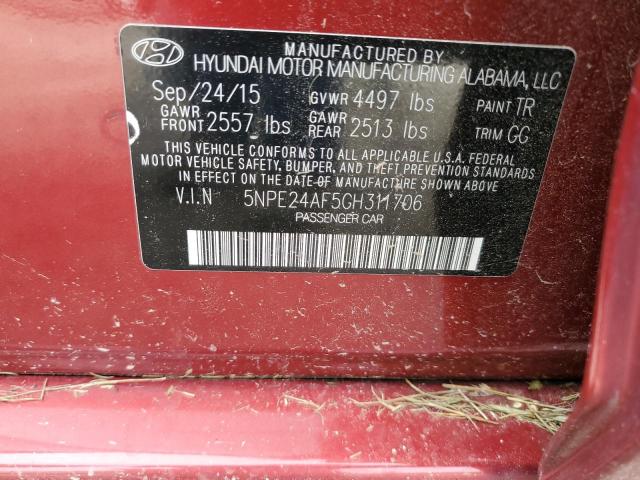 MANUFACTURED BY
HYUNDAI MOTOR MANUFACTURING ALABAMA, LLC
Sep/24/15 GVWR 4497 lbs PAINT TR
GAWR FRONT 2557 lbs GAWR REAR 2513 lbs TRIM GG
THIS VEHICLE CONFORMS TO ALL APPLICABLE U.S.A. FEDERAL
MOTOR VEHICLE SAFETY, BUMPER, AND THEFT PREVENTION STANDARDS
IN EFFECT ON THE DATE OF MANUFACTURE SHOWN ABOVE
V.I.N 5NPE24AF5GH311706
PASSENGER CAR